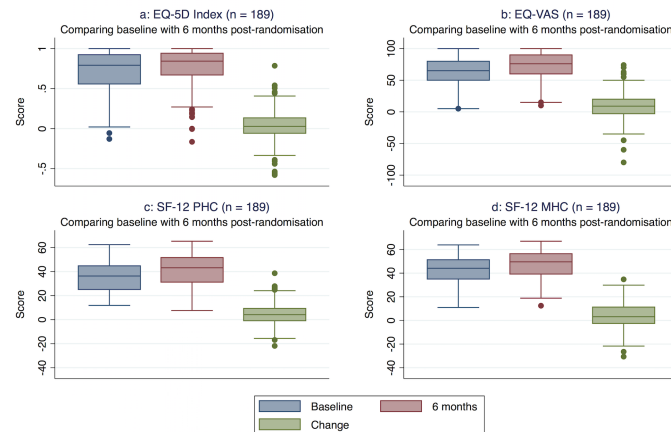 a: EQ-5D Index (n = 189)
Comparing baseline with 6 months post-randomisation
Score
1
.5
0
-.5
b: EQ-VAS (n = 189)
Comparing baseline with 6 months post-randomisation
Score
100
50
0
-50
-100
c: SF-12 PHC (n = 189)
Comparing baseline with 6 months post-randomisation
Score
60
40
20
0
-20
-40
d: SF-12 MHC (n = 189)
Comparing baseline with 6 months post-randomisation
Score
60
40
20
0
-20
-40
Baseline
6 months
Change